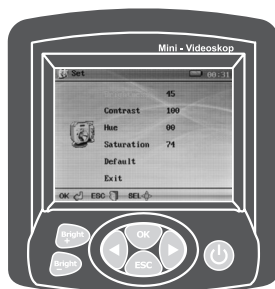 Mini - Videoskop
Set 00:31
45
Contrast 100
Hue 00
Saturation 74
Default
Exit
OK ESC SEL
Bright
+
OK
Bright
-
ESC